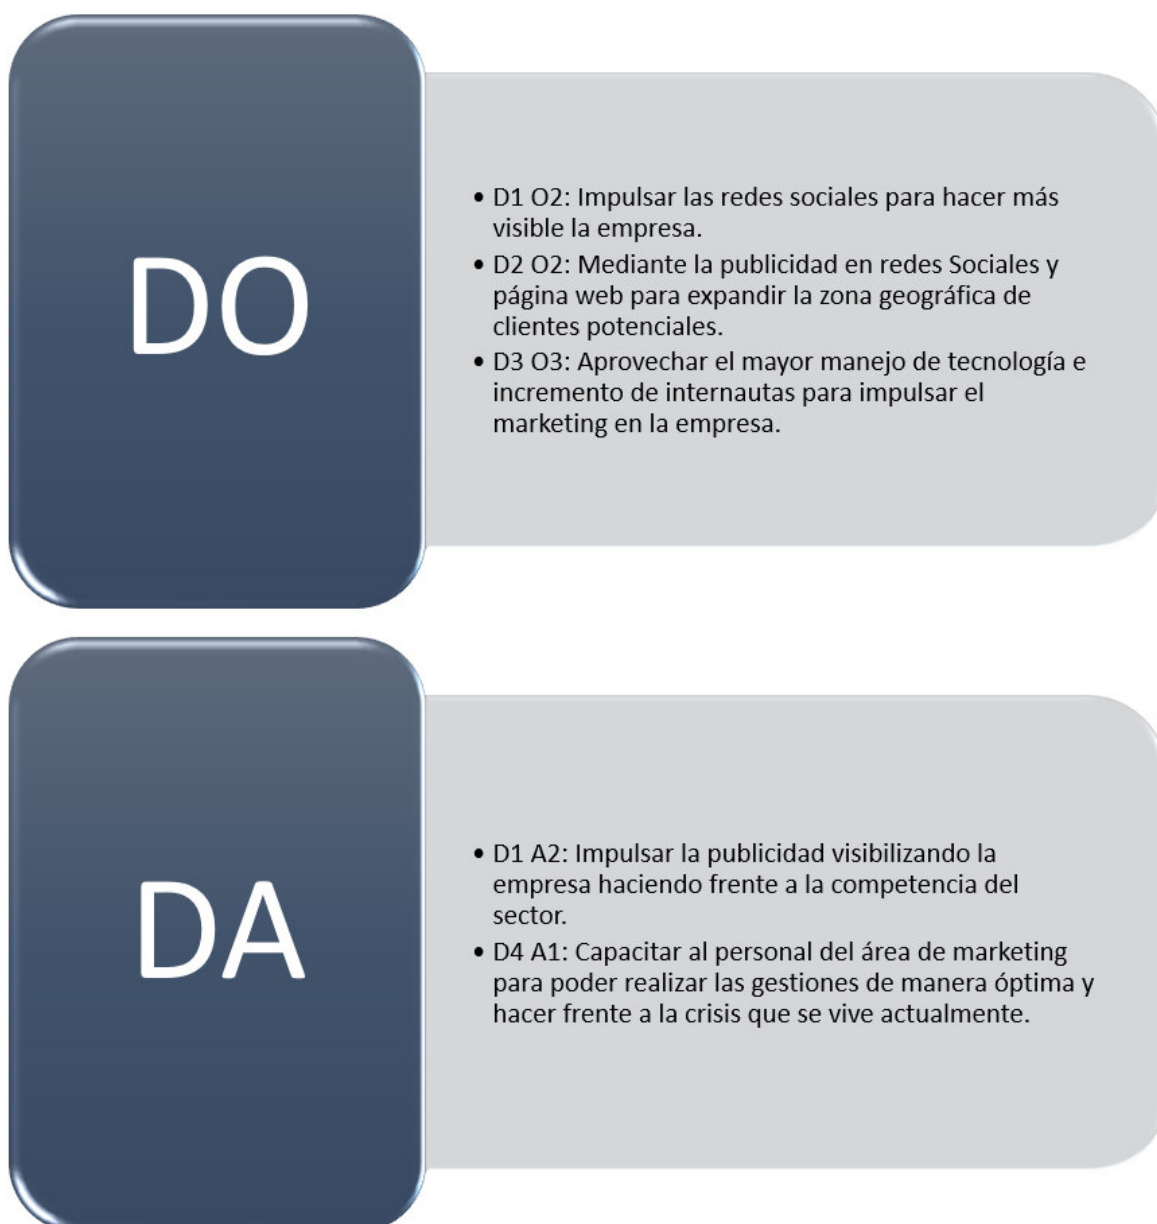 DO
• D1 O2: Impulsar las redes sociales para hacer más
visible la empresa.
• D2 O2: Mediante la publicidad en redes Sociales y
página web para expandir la zona geográfica de
clientes potenciales.
• D3 O3: Aprovechar el mayor manejo de tecnología e
incremento de internautas para impulsar el
marketing en la empresa.
DA
• D1 A2: Impulsar la publicidad visibilizando la
empresa haciendo frente a la competencia del
sector.
• D4 A1: Capacitar al personal del área de marketing
para poder realizar las gestiones de manera óptima y
hacer frente a la crisis que se vive actualmente.